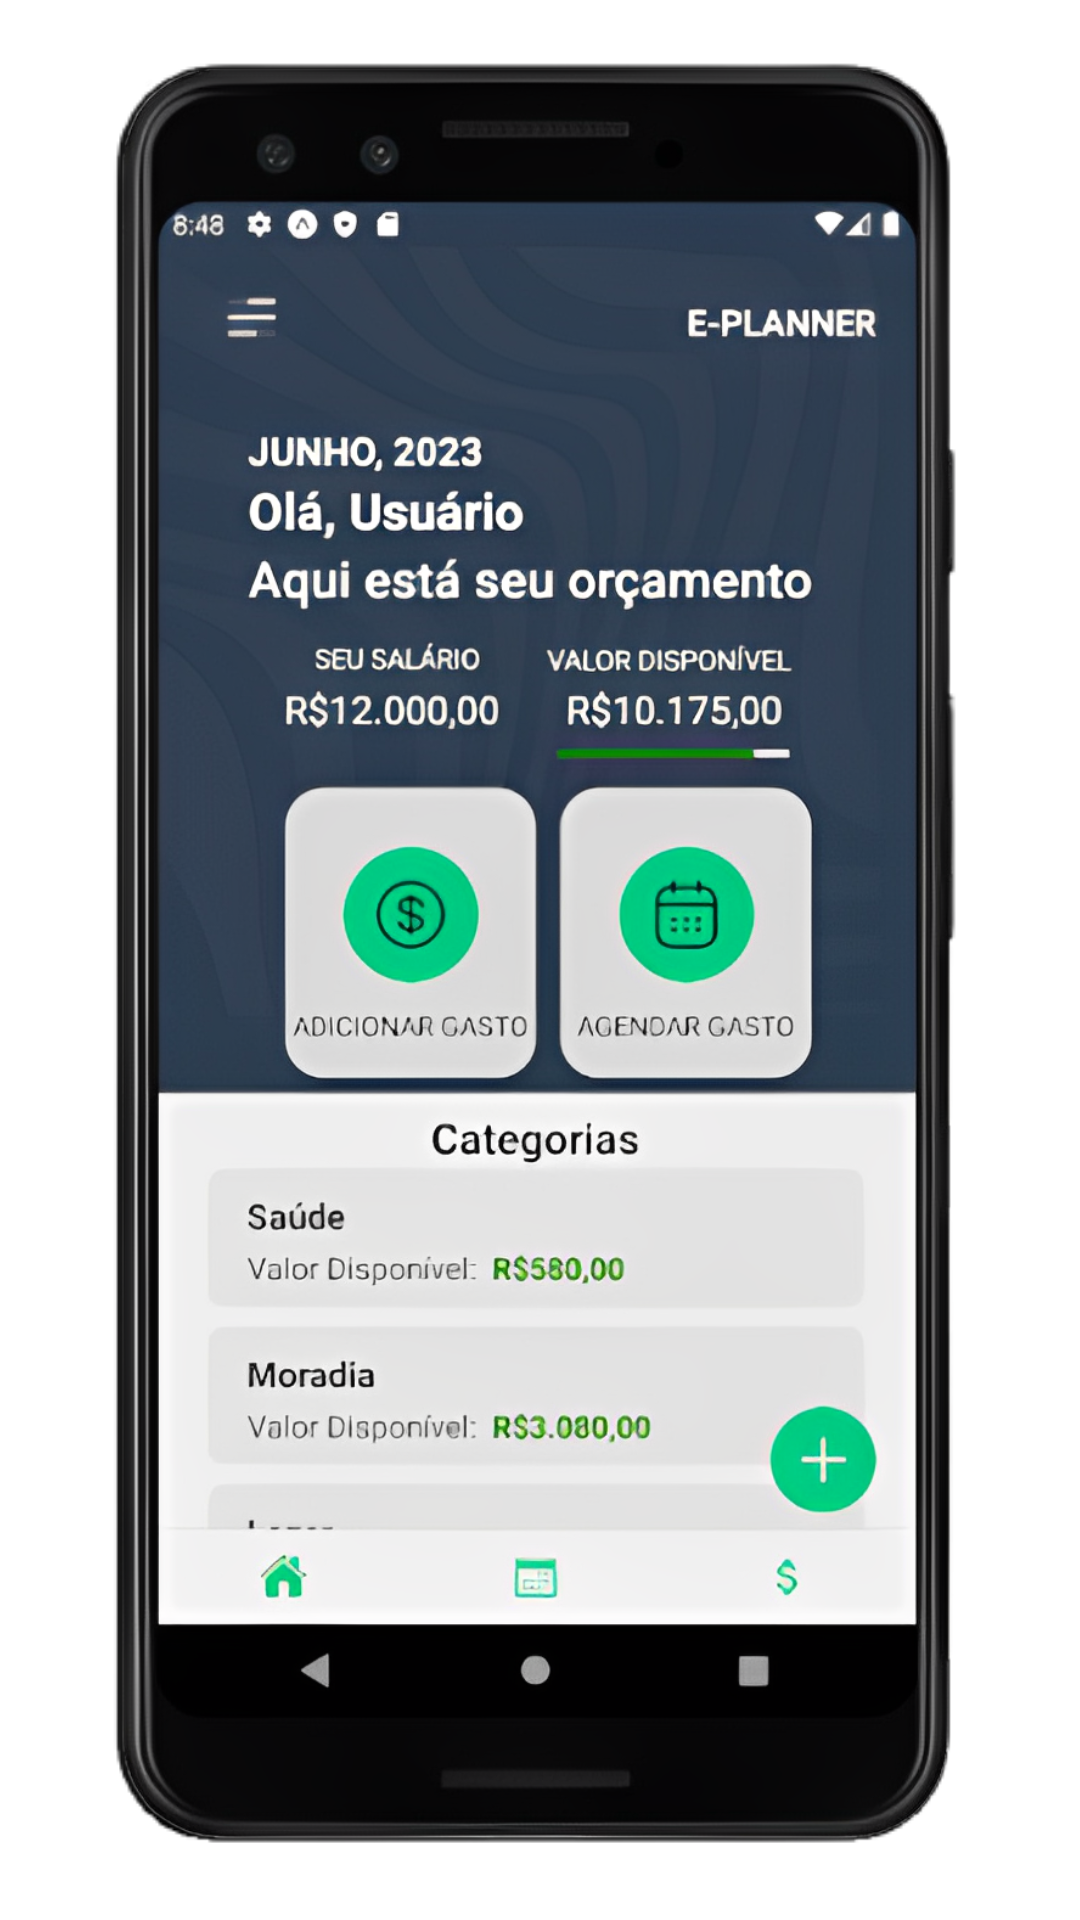 8:48
E-PLANNER
JUNHO, 2023
Olá, Usuário
Aqui está seu orçamento
SEU SALÁRIO VALOR DISPONÍVEL
R$12.000,00 R$10.175,00
ADICIONAR GASTO AGENDAR GASTO
Categorias
Saúde
Valor Disponível: R$580,00
Moradia
Valor Disponível: R$3.080,00